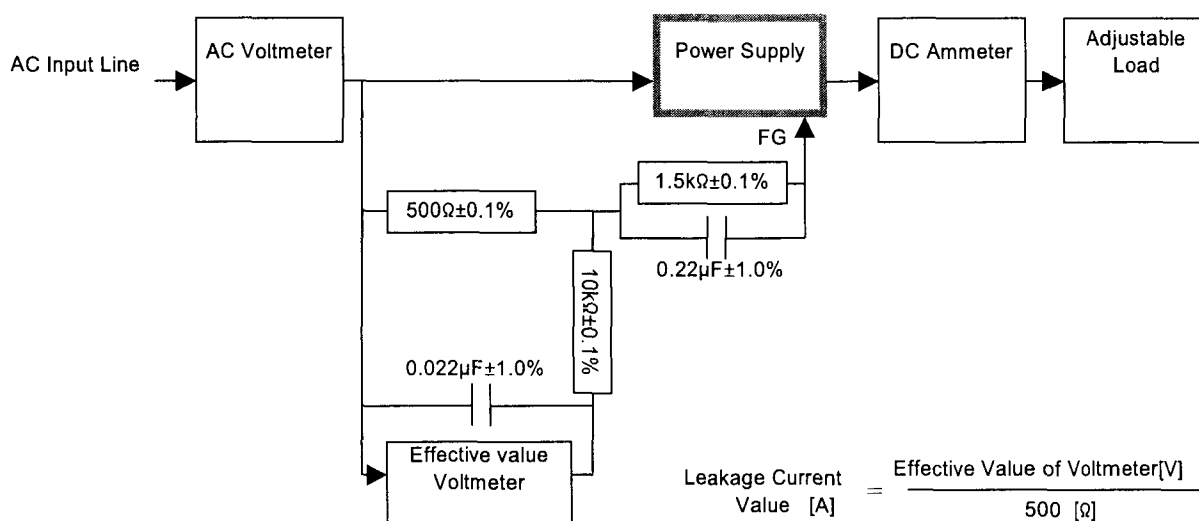 AC Input Line
AC Voltmeter
Power Supply
DC Ammeter
Adjustable
Load
FG
1.5kΩ±0.1%
500Ω±0.1%
0.22µF±1.0%
10kΩ±0.1%
0.022µF±1.0%
Effective value
Voltmeter
Leakage Current
Value [A]
=
Effective Value of Voltmeter[V]
500 [Ω]